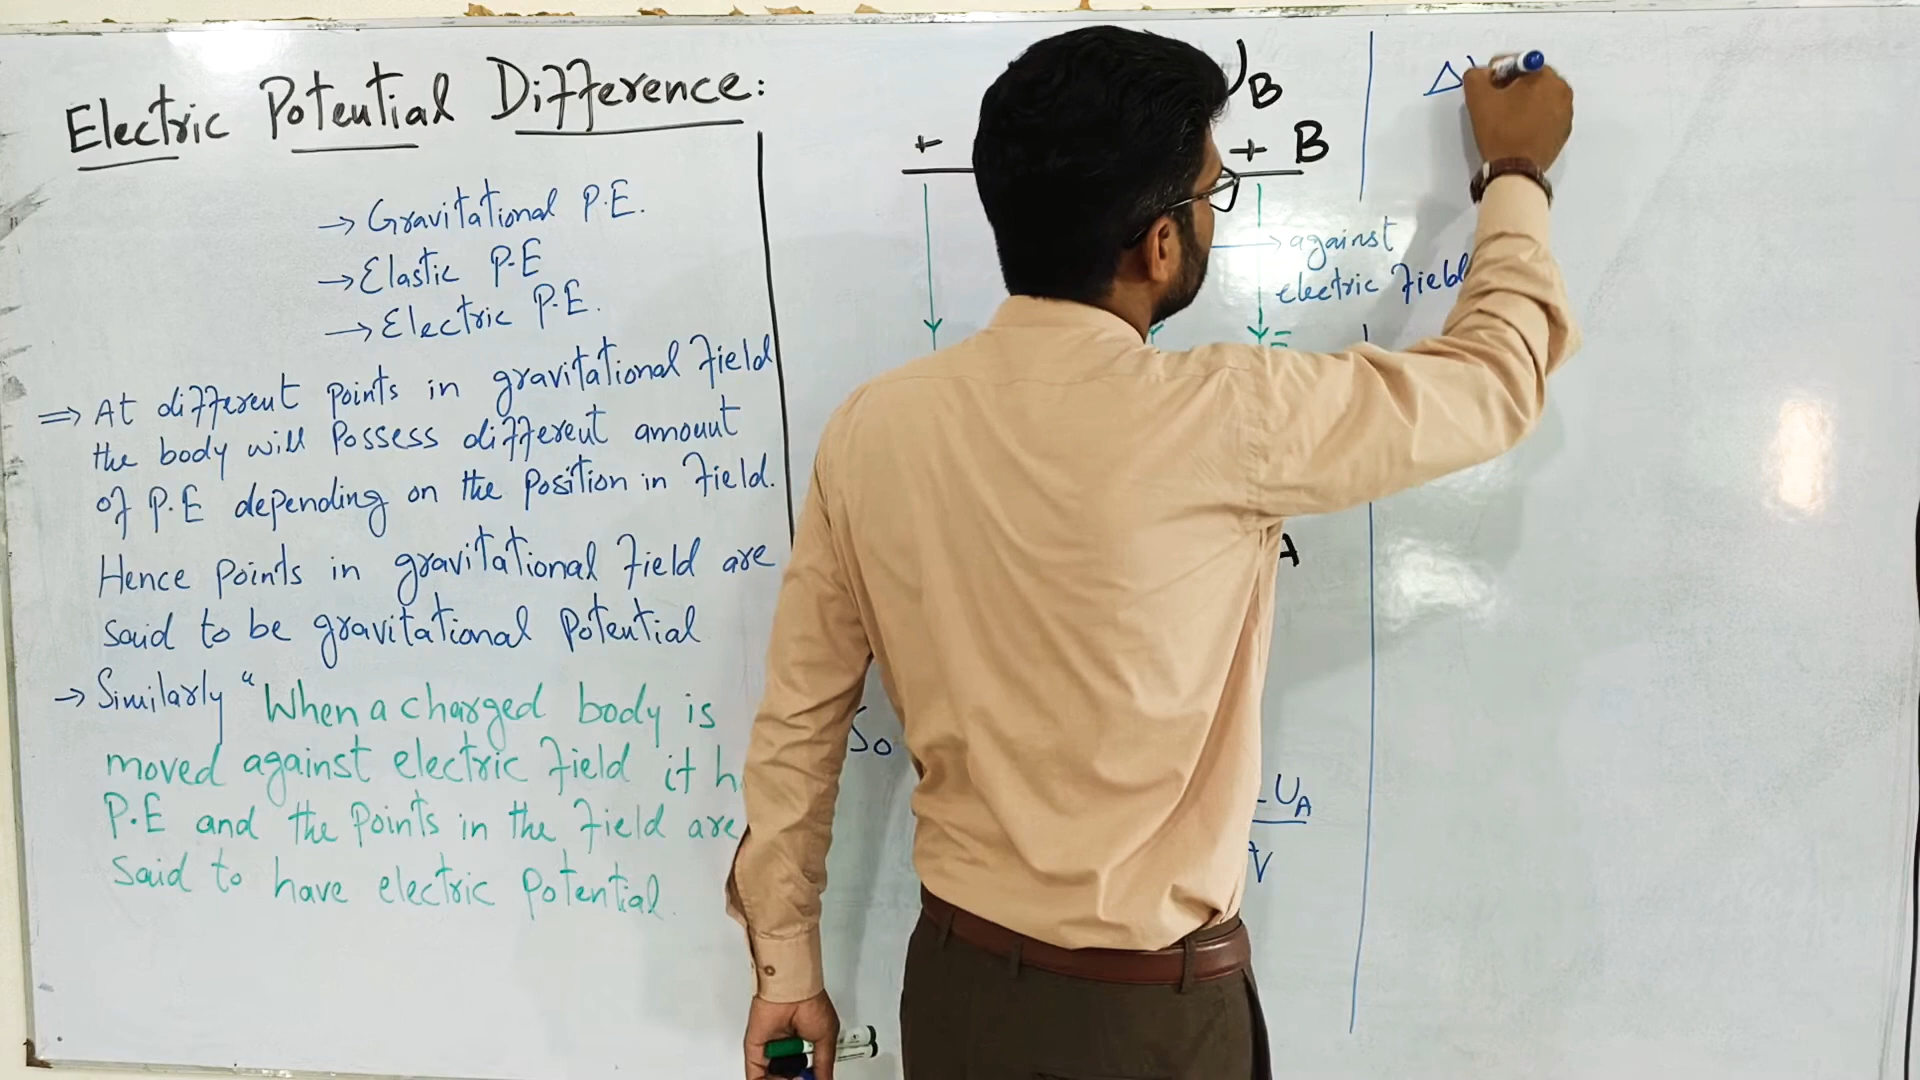 Electric Potential Difference:
→ Gravitational P.E.
→ Elastic P.E
→ Electric P.E.
⇒ At different points in gravitational field
the body will possess different amount
of P.E depending on the position in field.
Hence points in gravitational field are
said to be gravitational potential
→ Similarly "When a charged body is
moved against electric field it
P.E and the points in the field are
said to have electric potential.
B
+ + B
→ against
electric field
A
So
- U_A
Δ